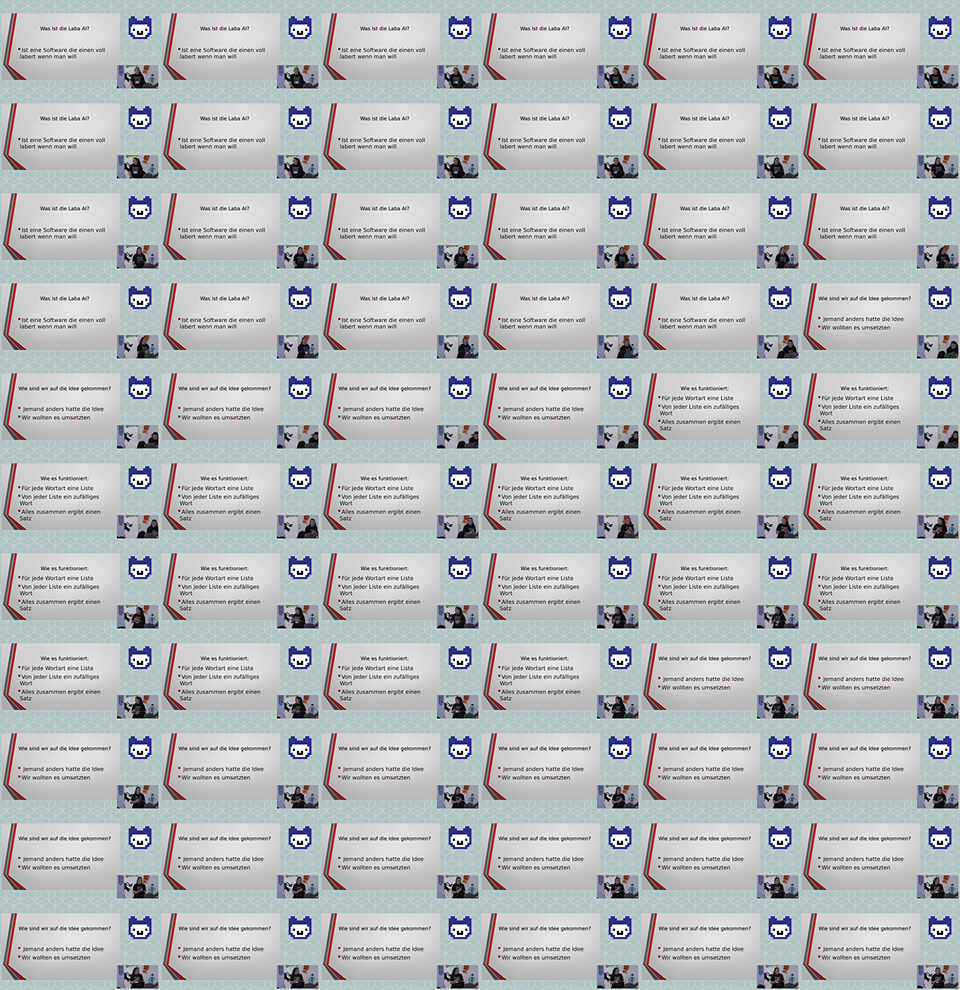 Was ist die Laba AI?
Ist eine Software die einen voll
labert wenn man will
Was ist die Laba AI?
Ist eine Software die einen voll
labert wenn man will
Was ist die Laba AI?
Ist eine Software die einen voll
labert wenn man will
Was ist die Laba AI?
Ist eine Software die einen voll
labert wenn man will
Was ist die Laba AI?
Ist eine Software die einen voll
labert wenn man will
Was ist die Laba AI?
Ist eine Software die einen voll
labert wenn man will
Was ist die Laba AI?
Ist eine Software die einen voll
labert wenn man will
Was ist die Laba AI?
Ist eine Software die einen voll
labert wenn man will
Was ist die Laba AI?
Ist eine Software die einen voll
labert wenn man will
Was ist die Laba AI?
Ist eine Software die einen voll
labert wenn man will
Was ist die Laba AI?
Ist eine Software die einen voll
labert wenn man will
Was ist die Laba AI?
Ist eine Software die einen voll
labert wenn man will
Was ist die Laba AI?
Ist eine Software die einen voll
labert wenn man will
Was ist die Laba AI?
Ist eine Software die einen voll
labert wenn man will
Was ist die Laba AI?
Ist eine Software die einen voll
labert wenn man will
Was ist die Laba AI?
Ist eine Software die einen voll
labert wenn man will
Was ist die Laba AI?
Ist eine Software die einen voll
labert wenn man will
Was ist die Laba AI?
Ist eine Software die einen voll
labert wenn man will
Was ist die Laba AI?
Ist eine Software die einen voll
labert wenn man will
Was ist die Laba AI?
Ist eine Software die einen voll
labert wenn man will
Was ist die Laba AI?
Ist eine Software die einen voll
labert wenn man will
Was ist die Laba AI?
Ist eine Software die einen voll
labert wenn man will
Was ist die Laba AI?
Ist eine Software die einen voll
labert wenn man will
Wie sind wir auf die Idee gekommen?
Jemand anders hatte die Idee
Wir wollten es umsetzten
Wie sind wir auf die Idee gekommen?
Jemand anders hatte die Idee
Wir wollten es umsetzten
Wie sind wir auf die Idee gekommen?
Jemand anders hatte die Idee
Wir wollten es umsetzten
Wie sind wir auf die Idee gekommen?
Jemand anders hatte die Idee
Wir wollten es umsetzten
Wie sind wir auf die Idee gekommen?
Jemand anders hatte die Idee
Wir wollten es umsetzten
Wie es funktioniert:
Für jede Wortart eine Liste
Von jeder Liste ein zufälliges
Wort
Alles zusammen ergibt einen
Satz
Wie es funktioniert:
Für jede Wortart eine Liste
Von jeder Liste ein zufälliges
Wort
Alles zusammen ergibt einen
Satz
Wie es funktioniert:
Für jede Wortart eine Liste
Von jeder Liste ein zufälliges
Wort
Alles zusammen ergibt einen
Satz
Wie es funktioniert:
Für jede Wortart eine Liste
Von jeder Liste ein zufälliges
Wort
Alles zusammen ergibt einen
Satz
Wie es funktioniert:
Für jede Wortart eine Liste
Von jeder Liste ein zufälliges
Wort
Alles zusammen ergibt einen
Satz
Wie es funktioniert:
Für jede Wortart eine Liste
Von jeder Liste ein zufälliges
Wort
Alles zusammen ergibt einen
Satz
Wie es funktioniert:
Für jede Wortart eine Liste
Von jeder Liste ein zufälliges
Wort
Alles zusammen ergibt einen
Satz
Wie es funktioniert:
Für jede Wortart eine Liste
Von jeder Liste ein zufälliges
Wort
Alles zusammen ergibt einen
Satz
Wie es funktioniert:
Für jede Wortart eine Liste
Von jeder Liste ein zufälliges
Wort
Alles zusammen ergibt einen
Satz
Wie es funktioniert:
Für jede Wortart eine Liste
Von jeder Liste ein zufälliges
Wort
Alles zusammen ergibt einen
Satz
Wie es funktioniert:
Für jede Wortart eine Liste
Von jeder Liste ein zufälliges
Wort
Alles zusammen ergibt einen
Satz
Wie es funktioniert:
Für jede Wortart eine Liste
Von jeder Liste ein zufälliges
Wort
Alles zusammen ergibt einen
Satz
Wie es funktioniert:
Für jede Wortart eine Liste
Von jeder Liste ein zufälliges
Wort
Alles zusammen ergibt einen
Satz
Wie es funktioniert:
Für jede Wortart eine Liste
Von jeder Liste ein zufälliges
Wort
Alles zusammen ergibt einen
Satz
Wie es funktioniert:
Für jede Wortart eine Liste
Von jeder Liste ein zufälliges
Wort
Alles zusammen ergibt einen
Satz
Wie es funktioniert:
Für jede Wortart eine Liste
Von jeder Liste ein zufälliges
Wort
Alles zusammen ergibt einen
Satz
Wie es funktioniert:
Für jede Wortart eine Liste
Von jeder Liste ein zufälliges
Wort
Alles zusammen ergibt einen
Satz
Wie es funktioniert:
Für jede Wortart eine Liste
Von jeder Liste ein zufälliges
Wort
Alles zusammen ergibt einen
Satz
Wie sind wir auf die Idee gekommen?
Jemand anders hatte die Idee
Wir wollten es umsetzten
Wie sind wir auf die Idee gekommen?
Jemand anders hatte die Idee
Wir wollten es umsetzten
Wie sind wir auf die Idee gekommen?
Jemand anders hatte die Idee
Wir wollten es umsetzten
Wie sind wir auf die Idee gekommen?
Jemand anders hatte die Idee
Wir wollten es umsetzten
Wie sind wir auf die Idee gekommen?
Jemand anders hatte die Idee
Wir wollten es umsetzten
Wie sind wir auf die Idee gekommen?
Jemand anders hatte die Idee
Wir wollten es umsetzten
Wie sind wir auf die Idee gekommen?
Jemand anders hatte die Idee
Wir wollten es umsetzten
Wie sind wir auf die Idee gekommen?
Jemand anders hatte die Idee
Wir wollten es umsetzten
Wie sind wir auf die Idee gekommen?
Jemand anders hatte die Idee
Wir wollten es umsetzten
Wie sind wir auf die Idee gekommen?
Jemand anders hatte die Idee
Wir wollten es umsetzten
Wie sind wir auf die Idee gekommen?
Jemand anders hatte die Idee
Wir wollten es umsetzten
Wie sind wir auf die Idee gekommen?
Jemand anders hatte die Idee
Wir wollten es umsetzten
Wie sind wir auf die Idee gekommen?
Jemand anders hatte die Idee
Wir wollten es umsetzten
Wie sind wir auf die Idee gekommen?
Jemand anders hatte die Idee
Wir wollten es umsetzten
Wie sind wir auf die Idee gekommen?
Jemand anders hatte die Idee
Wir wollten es umsetzten
Wie sind wir auf die Idee gekommen?
Jemand anders hatte die Idee
Wir wollten es umsetzten
Wie sind wir auf die Idee gekommen?
Jemand anders hatte die Idee
Wir wollten es umsetzten
Wie sind wir auf die Idee gekommen?
Jemand anders hatte die Idee
Wir wollten es umsetzten
Wie sind wir auf die Idee gekommen?
Jemand anders hatte die Idee
Wir wollten es umsetzten
Wie sind wir auf die Idee gekommen?
Jemand anders hatte die Idee
Wir wollten es umsetzten